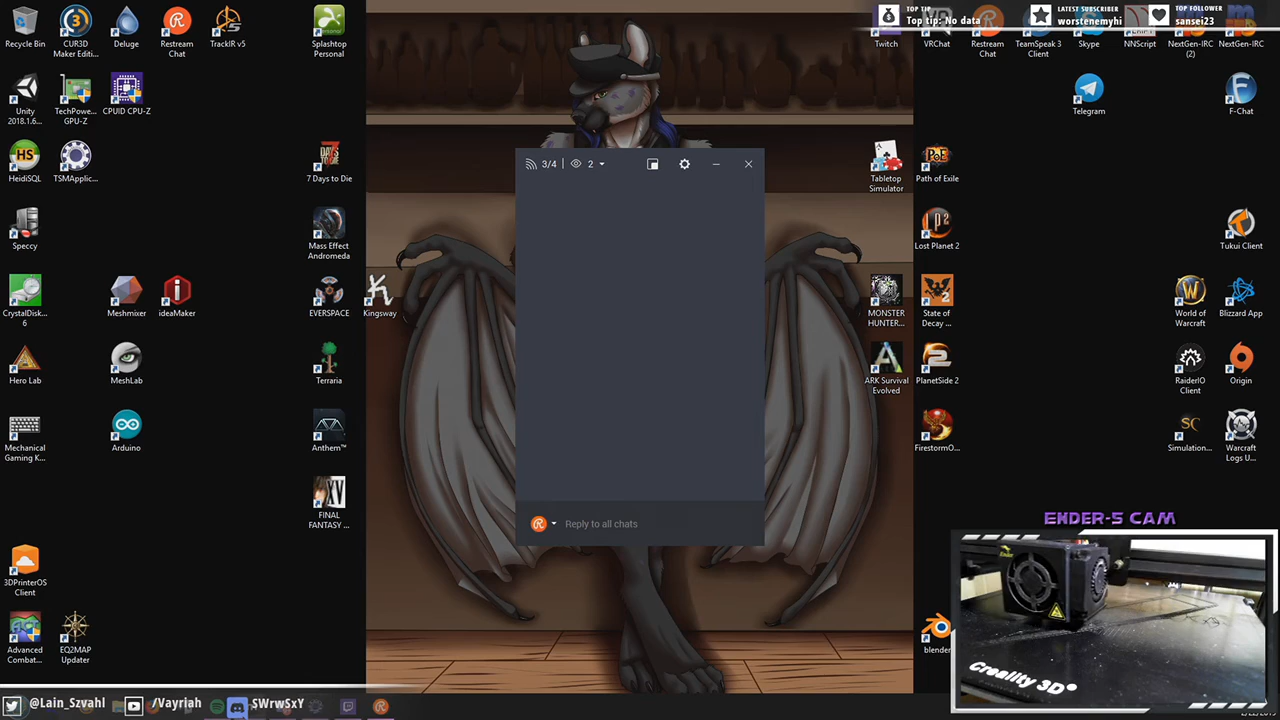 TOP TIP
Top tip: No data
LATEST SUBSCRIBER
worstenemyhi
TOP FOLLOWER
sansei23
Recycle Bin
CUR3D
Maker Editi...
Deluge
Restream
Chat
TrackIR v5
Splashtop
Personal
Twitch
VRChat
Restream
Chat
TeamSpeak 3
Client
Skype
NNScript
NextGen-IRC
(2)
NextGen-IRC
Unity
2018.1.6...
TechPowe...
GPU-Z
CPUID CPU-Z
Telegram
F-Chat
HeidiSQL
TSMApplic...
7 Days to Die
3/4
2
Tabletop
Simulator
Path of Exile
Speccy
Mass Effect
Andromeda
Lost Planet 2
Tukui Client
CrystalDisk...
6
Meshmixer
ideaMaker
EVERSPACE
Kingsway
MONSTER
HUNTER...
State of
Decay ...
World of
Warcraft
Blizzard App
Hero Lab
MeshLab
Terraria
ARK Survival
Evolved
PlanetSide 2
RaiderIO
Client
Origin
Mechanical
Gaming K...
Arduino
Anthem™
FirestormO...
Simulation...
Warcraft
Logs U...
FINAL
FANTASY ...
Reply to all chats
ENDER-5 CAM
3DPrinterOS
Client
Advanced
Combat...
EQ2MAP
Updater
blender
Creality 3D®
@Lain_Szvahl
/Vayriah
SWrwSxY